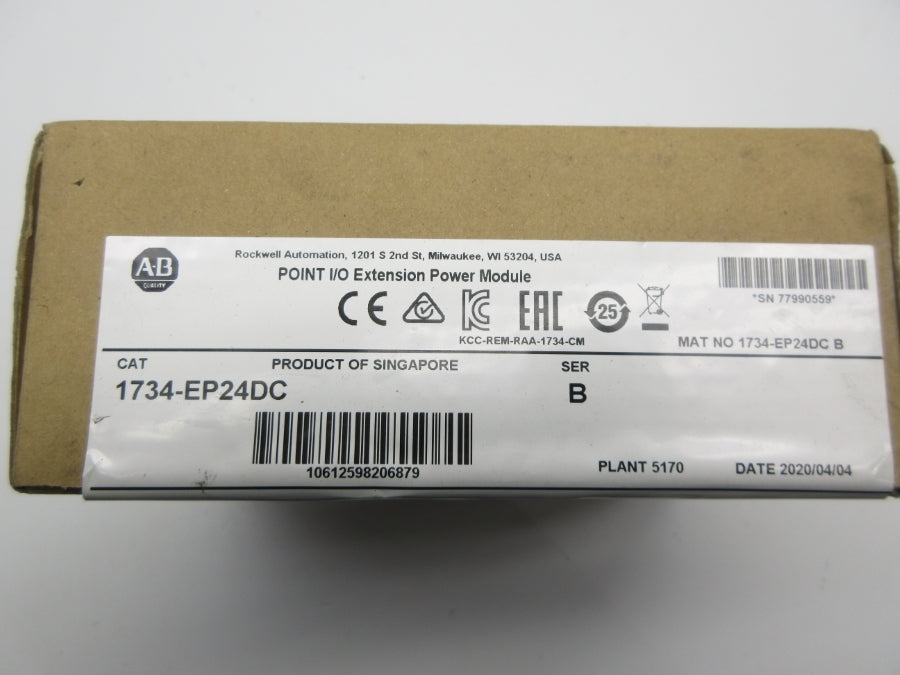 A-B
QUALITY
Rockwell Automation, 1201 S 2nd St, Milwaukee, WI 53204, USA
POINT I/O Extension Power Module
*SN 77990559*
CE
EAC
25
KCC-REM-RAA-1734-CM
MAT NO 1734-EP24DC B
CAT
PRODUCT OF SINGAPORE
SER
1734-EP24DC
B
10612598206879
PLANT 5170
DATE 2020/04/04